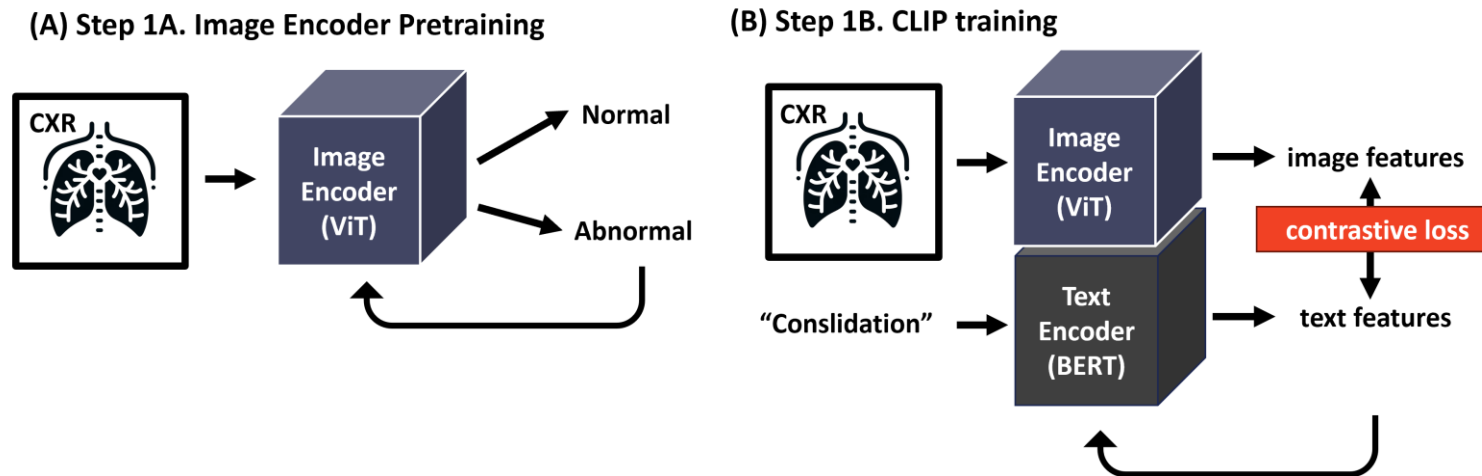 (A) Step 1A. Image Encoder Pretraining
CXR
Image
Encoder
(ViT)
Normal
Abnormal
(B) Step 1B. CLIP training
CXR
Image
Encoder
(ViT)
image features
contrastive loss
"Conslidation"
Text
Encoder
(BERT)
text features